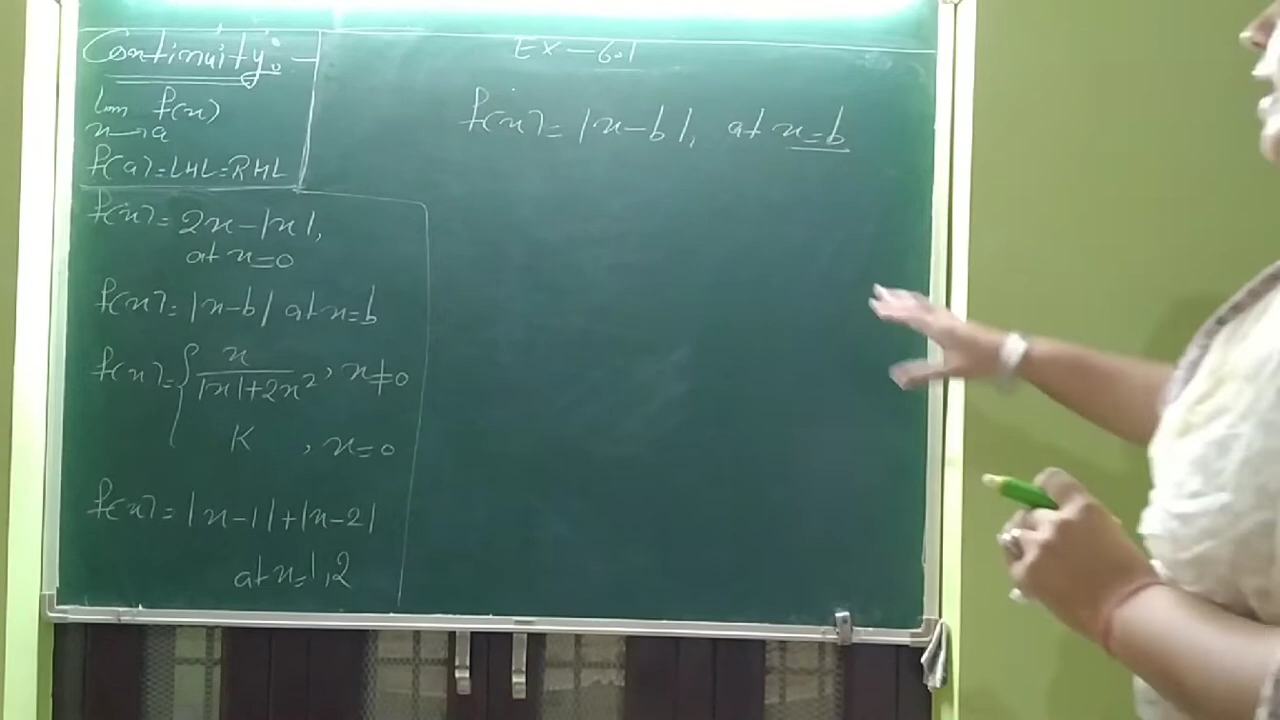 Continuity:-
lim f(x)
x→a
f(a)=LHL=RHL
f(x)= 2x-|x|,
at x=0
f(x)= |x-b| at x=b
f(x)= { x/(|x|+2x²), x≠0
K , x=0
f(x)= |x-1|+|x-2|
at x=1,2
EX-6.1
f(x)= |x-b|, at x=b